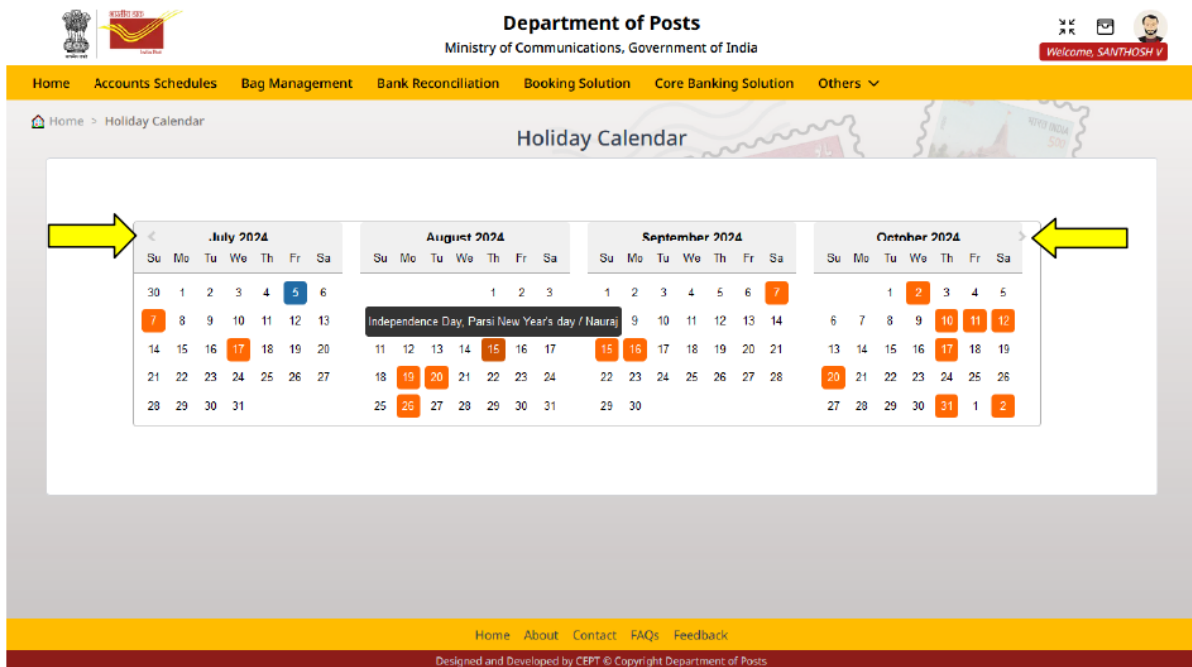 भारतीय डाक
India Post
Department of Posts
Ministry of Communications, Government of India
Welcome, SANTHOSH V
Home Accounts Schedules Bag Management Bank Reconciliation Booking Solution Core Banking Solution Others
Home > Holiday Calendar
Holiday Calendar
July 2024 August 2024 September 2024 October 2024
Su Mo Tu We Th Fr Sa Su Mo Tu We Th Fr Sa Su Mo Tu We Th Fr Sa Su Mo Tu We Th Fr Sa
30 1 2 3 4 5 6 1 2 3 1 2 3 4 5 6 7 1 2 3 4 5
7 8 9 10 11 12 13 Independence Day, Parsi New Year's day / Nauraj 9 10 11 12 13 14 6 7 8 9 10 11 12
14 15 16 17 18 19 20 11 12 13 14 15 16 17 15 16 17 18 19 20 21 13 14 15 16 17 18 19
21 22 23 24 25 26 27 18 19 20 21 22 23 24 22 23 24 25 26 27 28 20 21 22 23 24 25 26
28 29 30 31 25 26 27 28 29 30 31 29 30 27 28 29 30 31 1 2
Home About Contact FAQs Feedback
Designed and Developed by CEPT © Copyright Department of Posts